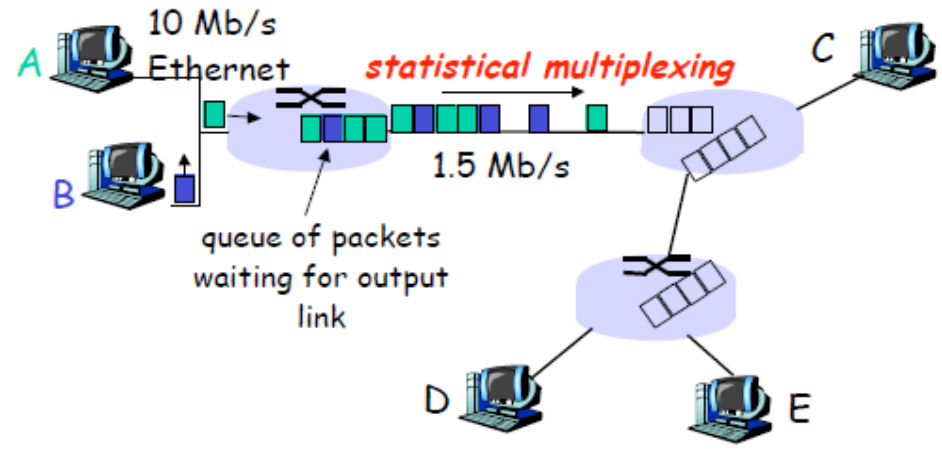 10 Mb/s
Ethernet
A
statistical multiplexing
C
1.5 Mb/s
B
queue of packets
waiting for output
link
D
E